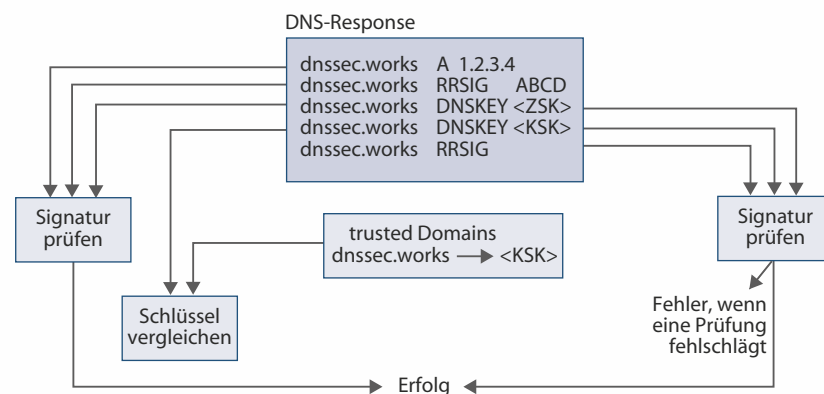 DNS-Response
dnssec.works A 1.2.3.4
dnssec.works RRSIG ABCD
dnssec.works DNSKEY <ZSK>
dnssec.works DNSKEY <KSK>
dnssec.works RRSIG
Signatur
prüfen
trusted Domains
dnssec.works → <KSK>
Signatur
prüfen
Schlüssel
vergleichen
Fehler, wenn
eine Prüfung
fehlschlägt
Erfolg